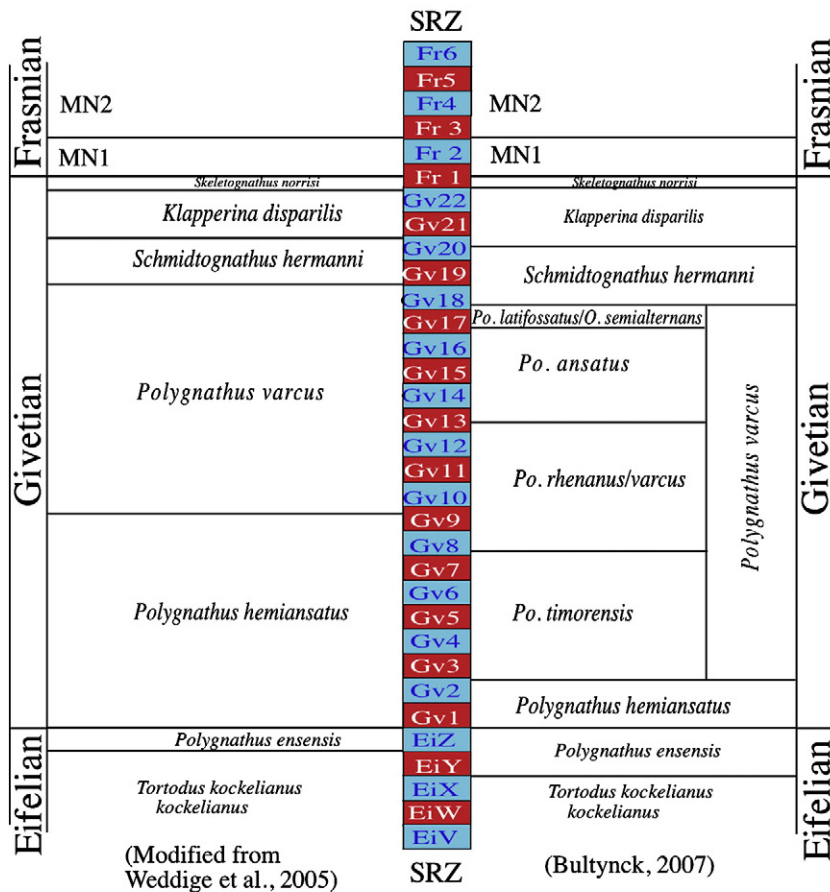 SRZ
Frasnian
MN2
MN1
Skeletognathus norrisi
Klapperina disparilis
Schmidtognathus hermanni
Givetian
Polygnathus varcus
Polygnathus hemiansatus
Eifelian
Polygnathus ensensis
Tortodus kockelianus
kockelianus
(Modified from
Weddige et al., 2005)
Fr6
Fr5
Fr4
Fr 3
Fr 2
Fr 1
Gv22
Gv21
Gv20
Gv19
Gv18
Gv17
Gv16
Gv15
Gv14
Gv13
Gv12
Gv11
Gv10
Gv9
Gv8
Gv7
Gv6
Gv5
Gv4
Gv3
Gv2
Gv1
EiZ
EiY
EiX
EiW
EiV
SRZ
MN2
MN1
Skeletognathus norrisi
Klapperina disparilis
Schmidtognathus hermanni
Po. latifossatus/O. semialternans
Po. ansatus
Po. rhenanus/varcus
Po. timorensis
Polygnathus varcus
Polygnathus hemiansatus
Polygnathus ensensis
Tortodus kockelianus
kockelianus
(Bultynck, 2007)
Frasnian
Givetian
Eifelian